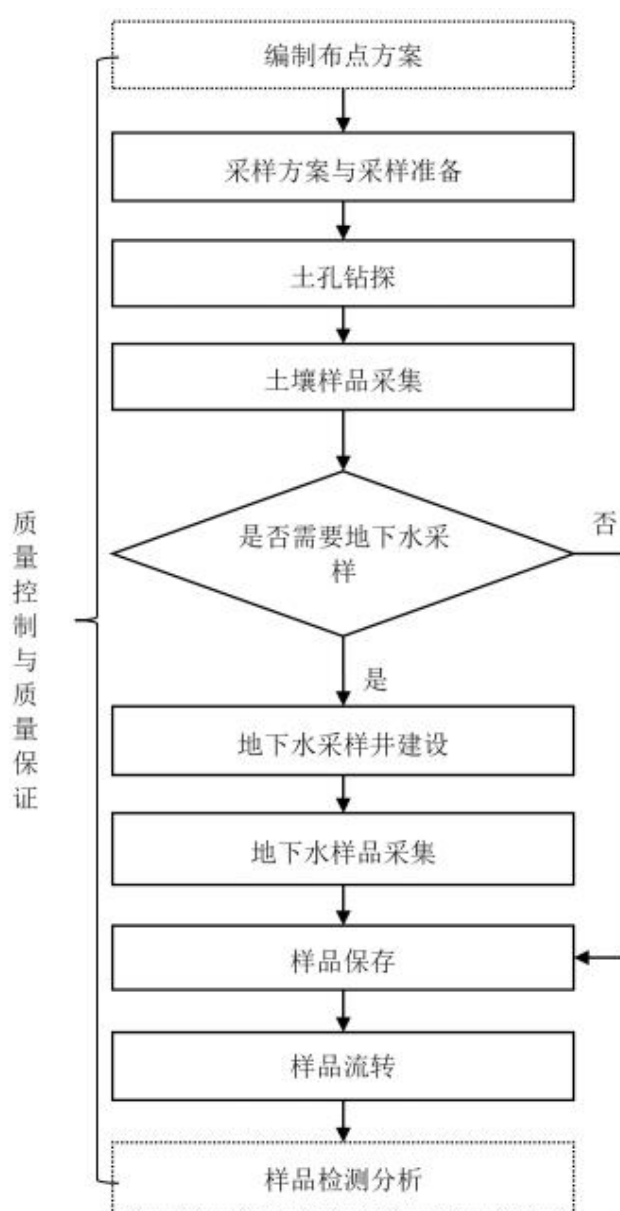 编制布点方案
采样方案与采样准备
土孔钻探
土壤样品采集
是否需要地下水采
样
否
是
地下水采样井建设
地下水样品采集
样品保存
样品流转
样品检测分析
质量控制与质量保证